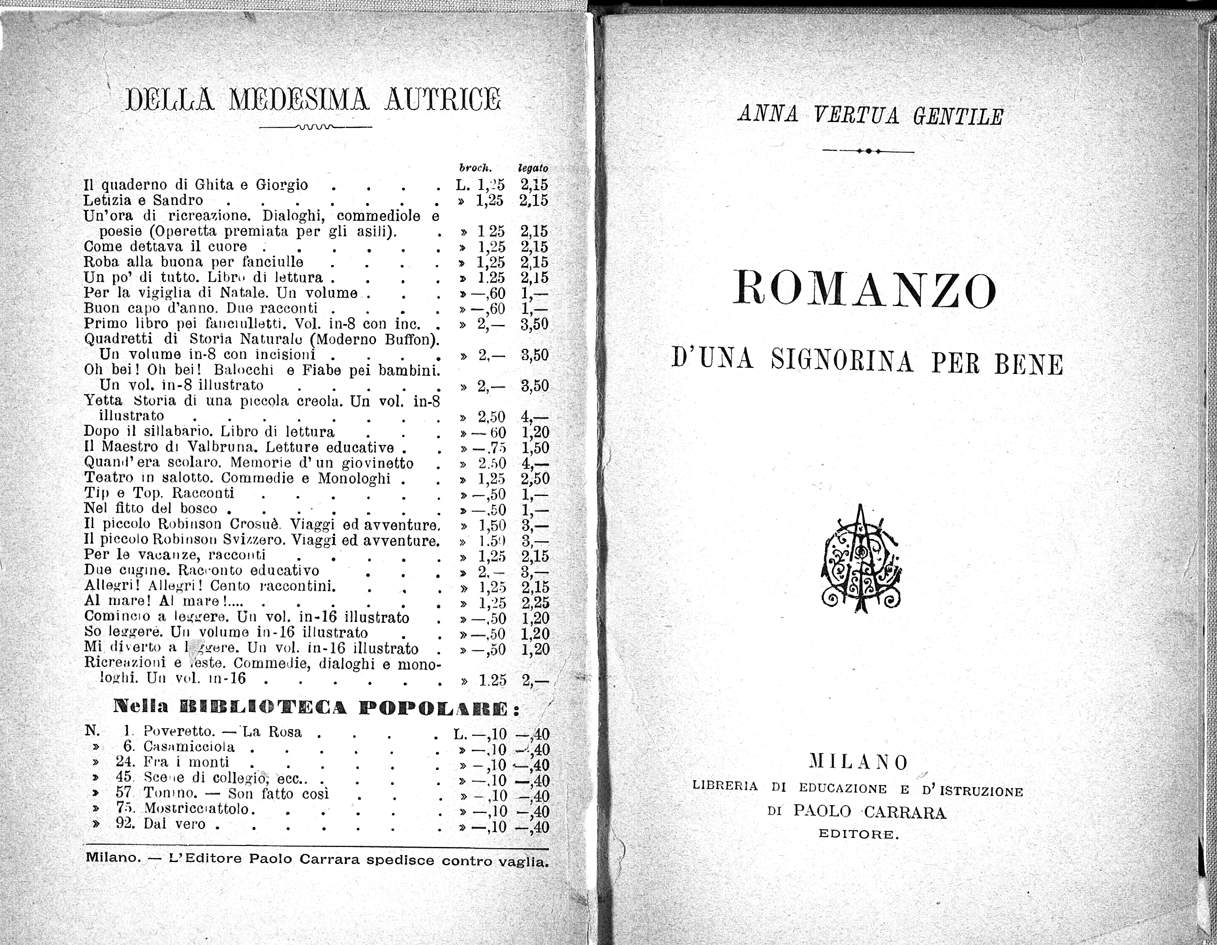 DELLA MEDESIMA AUTRICE
broch. legato
Il quaderno di Ghita e Giorgio . . . . L. 1,25 2,15
Letizia e Sandro . . . . . . . » 1,25 2,15
Un'ora di ricreazione. Dialoghi, commediole e
poesie (Operetta premiata per gli asili). . » 1 25 2,15
Come dettava il cuore . . . . . . » 1,25 2,15
Roba alla buona per fanciulle . . . . » 1,25 2,15
Un po' di tutto. Libro di lettura . . . . » 1.25 2,15
Per la vigiglia di Natale. Un volume . . . » —,60 1,—
Buon capo d'anno. Due racconti . . . . » —,60 1,—
Primo libro pei fanciulletti. Vol. in-8 con inc. . » 2,— 3,50
Quadretti di Storia Naturale (Moderno Buffon).
Un volume in-8 con incisioni . . . . » 2,— 3,50
Oh bei! Oh bei! Balocchi e Fiabe pei bambini.
Un vol. in-8 illustrato . . . . . » 2,— 3,50
Yetta Storia di una piccola creola. Un vol. in-8
illustrato . . . . . . . . » 2,50 4,—
Dopo il sillabario. Libro di lettura . . . » — 60 1,20
Il Maestro di Valbruna. Letture educative . . » —.75 1,50
Quand'era scolaro. Memorie d'un giovinetto . » 2.50 4,—
Teatro in salotto. Commedie e Monologhi . . » 1,25 2,50
Tip e Top. Racconti . . . . . . » —,50 1,—
Nel fitto del bosco . . . . . . . » —.50 1,—
Il piccolo Robinson Crosuè. Viaggi ed avventure. » 1,50 3,—
Il piccolo Robinson Svizzero. Viaggi ed avventure. » 1.50 3,—
Per le vacanze, racconti . . . . . » 1,25 2,15
Due cugine. Racconto educativo . . . » 2,— 3,—
Allegri! Allegri! Cento raccontini. . . . » 1,25 2,15
Al mare! Al mare!.... . . . . . . » 1,25 2,25
Comincio a leggere. Un vol. in-16 illustrato . » —.50 1,20
So leggere. Un volume in-16 illustrato . . » —,50 1,20
Mi diverto a leggere. Un vol. in-16 illustrato . » —,50 1,20
Ricreazioni e feste. Commedie, dialoghi e mono-
loghi. Un vol. in-16 . . . . . . » 1.25 2,—
Nella BIBLIOTECA POPOLARE:
N. 1. Poveretto. — La Rosa . . . . L. —,10 —,40
» 6. Casamicciola . . . . . . » —.10 —,40
» 24. Fra i monti . . . . . . » —,10 —,40
» 45. Scene di collegio, ecc.. . . . . » —.10 —,40
» 57. Tonino. — Son fatto così . . . » —,10 —,40
» 75. Mostricciattolo. . . . . . » —,10 —,40
» 92. Dal vero . . . . . . . » —,10 —,40
Milano. — L'Editore Paolo Carrara spedisce contro vaglia.
ANNA VERTUA GENTILE
ROMANZO
D'UNA SIGNORINA PER BENE
MILANO
LIBRERIA DI EDUCAZIONE E D'ISTRUZIONE
DI PAOLO CARRARA
EDITORE.